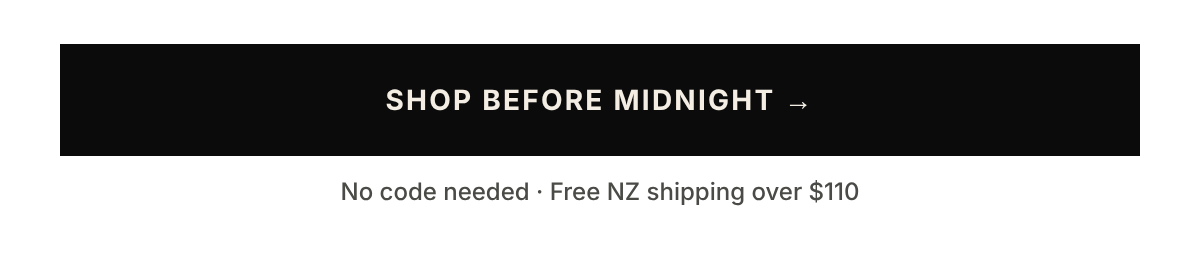 SHOP BEFORE MIDNIGHT →
No code needed · Free NZ shipping over $110